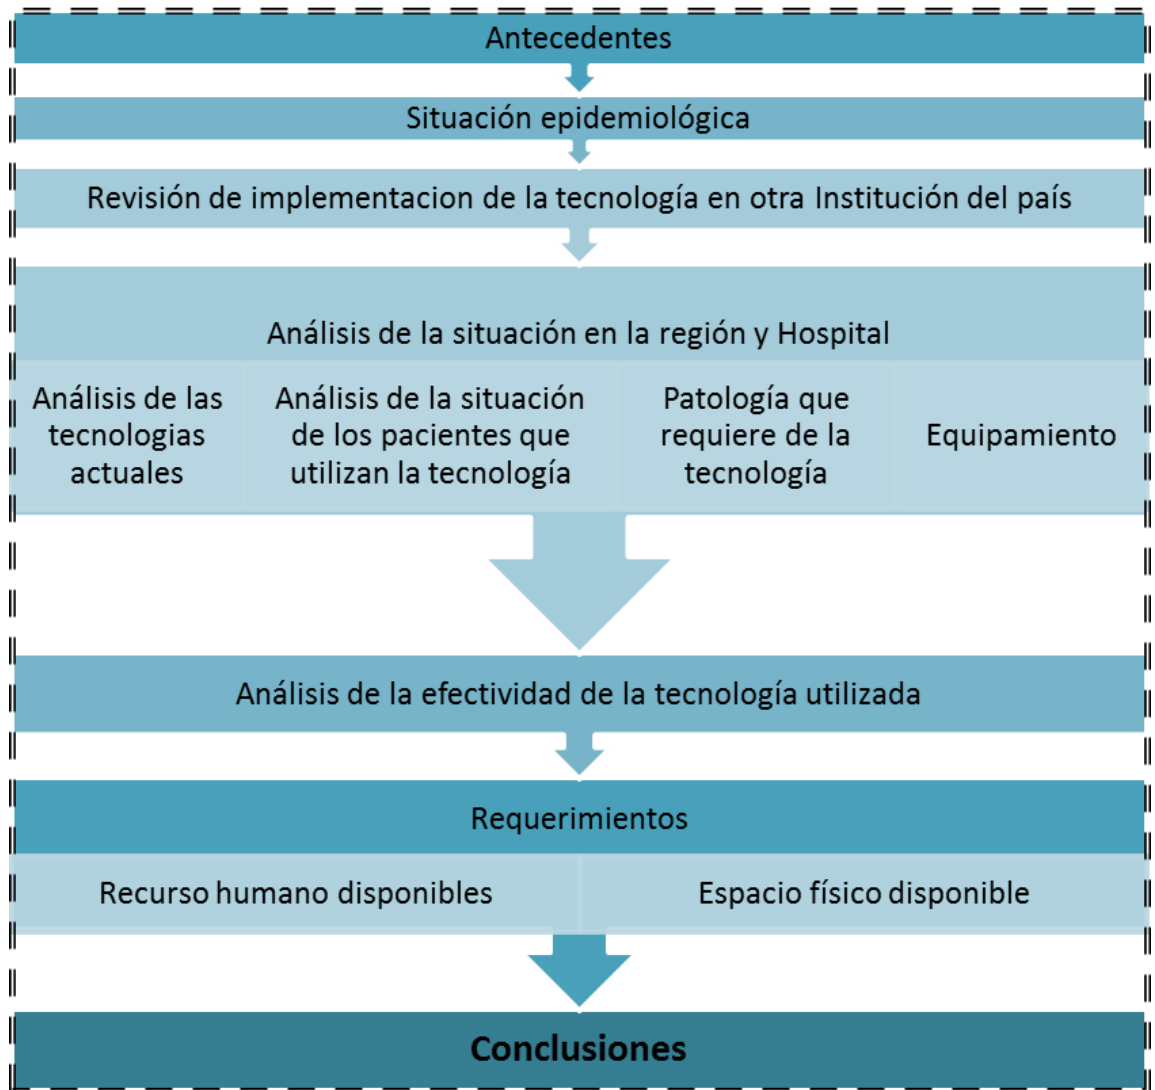 Antecedentes
Situación epidemiológica
Revisión de implementacion de la tecnología en otra Institución del país
Análisis de la situación en la región y Hospital
Análisis de las
tecnologias
actuales
Análisis de la situación
de los pacientes que
utilizan la tecnología
Patología que
requiere de la
tecnología
Equipamiento
Análisis de la efectividad de la tecnología utilizada
Requerimientos
Recurso humano disponibles
Espacio físico disponible
Conclusiones